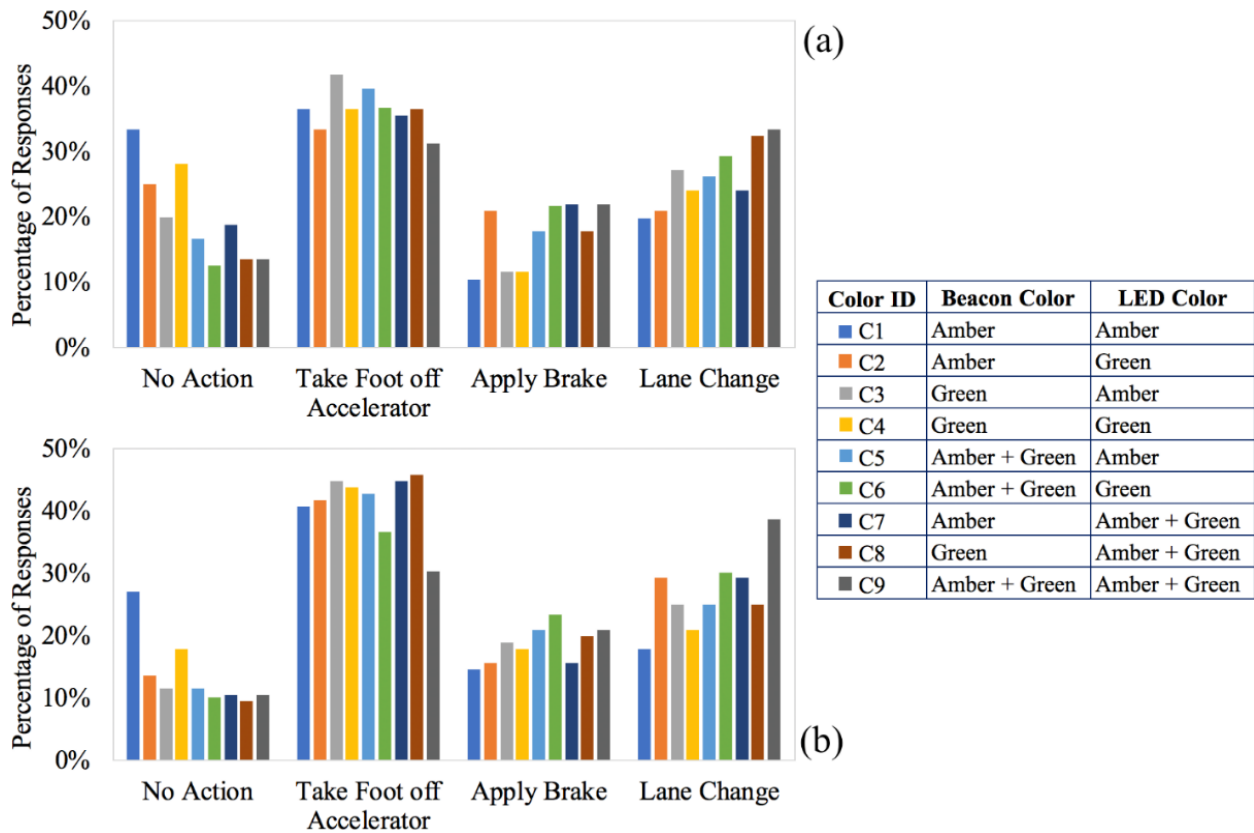 (a)
Percentage of Responses
50%
40%
30%
20%
10%
0%
No Action
Take Foot off
Accelerator
Apply Brake
Lane Change
Percentage of Responses
50%
40%
30%
20%
10%
0%
No Action
Take Foot off
Accelerator
Apply Brake
Lane Change
(b)
Color ID Beacon Color LED Color
C1 Amber Amber
C2 Amber Green
C3 Green Amber
C4 Green Green
C5 Amber + Green Amber
C6 Amber + Green Green
C7 Amber Amber + Green
C8 Green Amber + Green
C9 Amber + Green Amber + Green